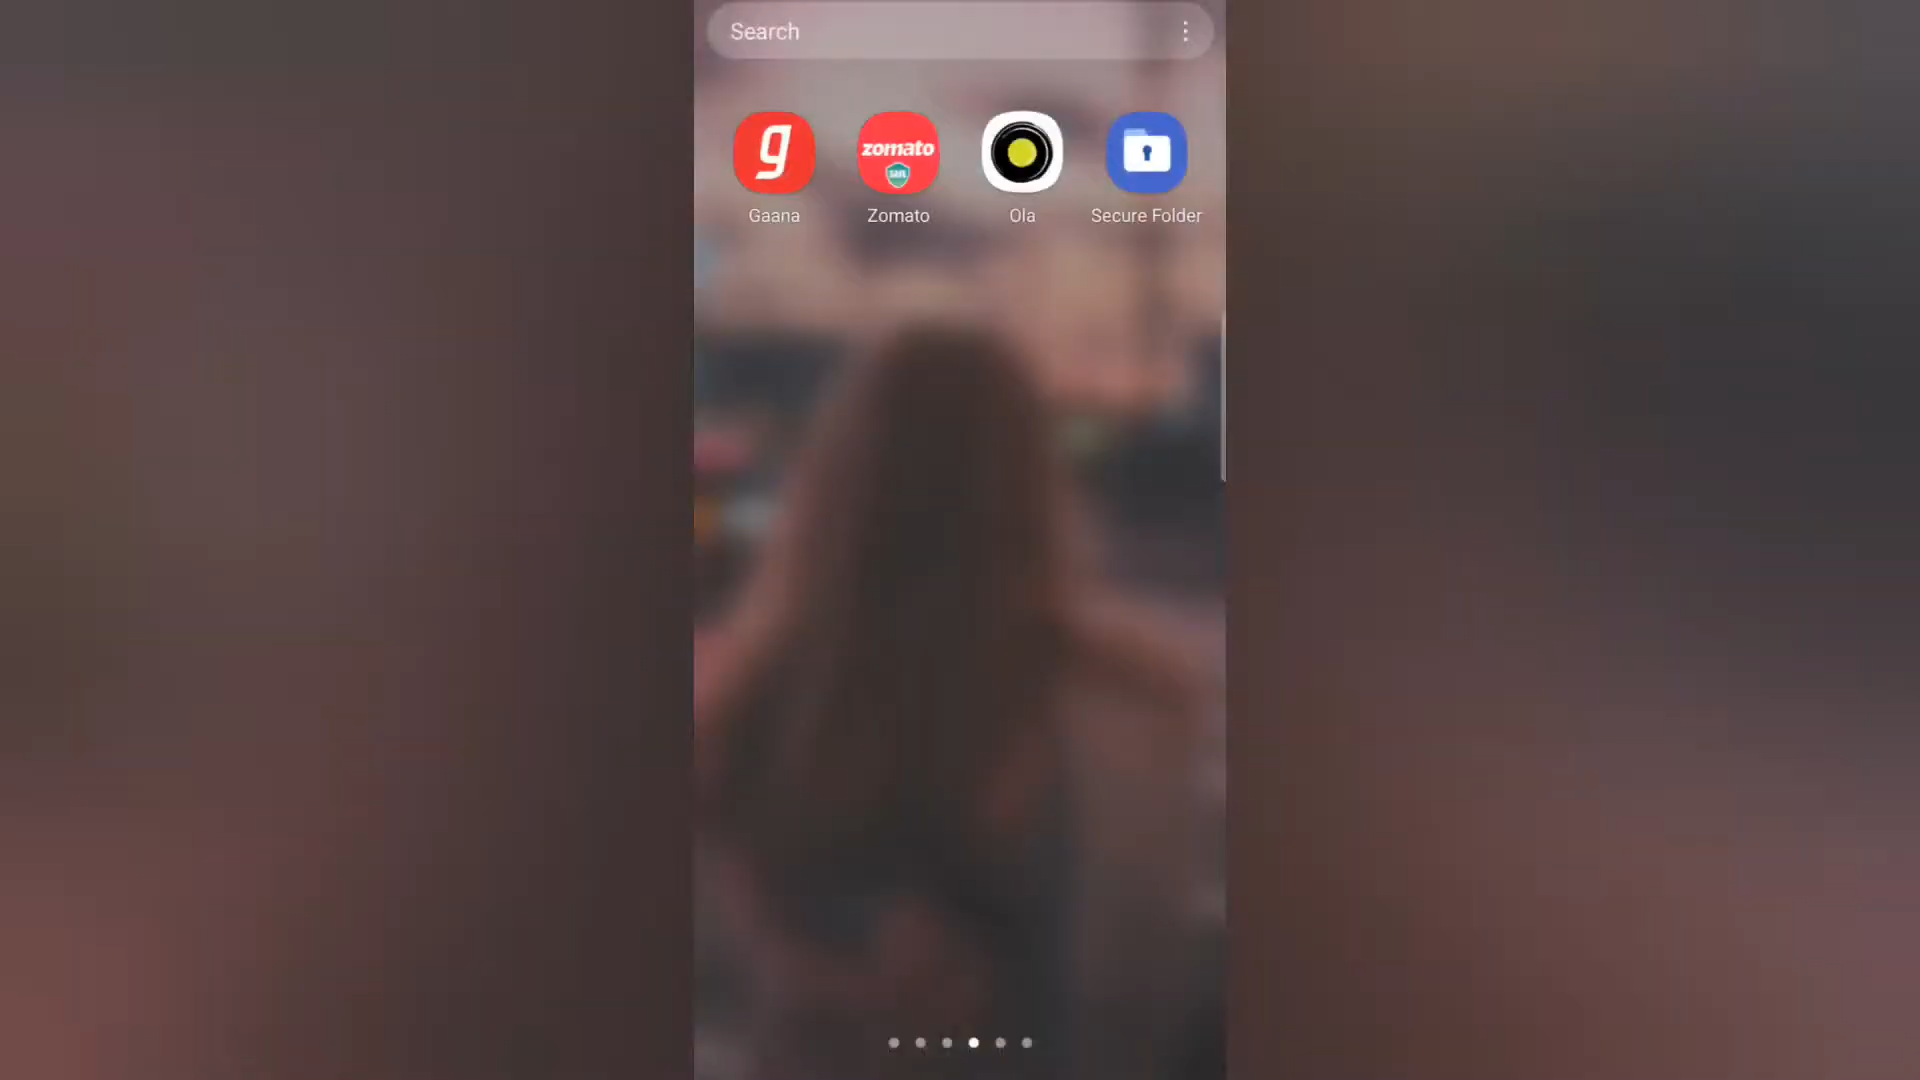 Search
g
zomato
Gaana
Zomato
Ola
Secure Folder